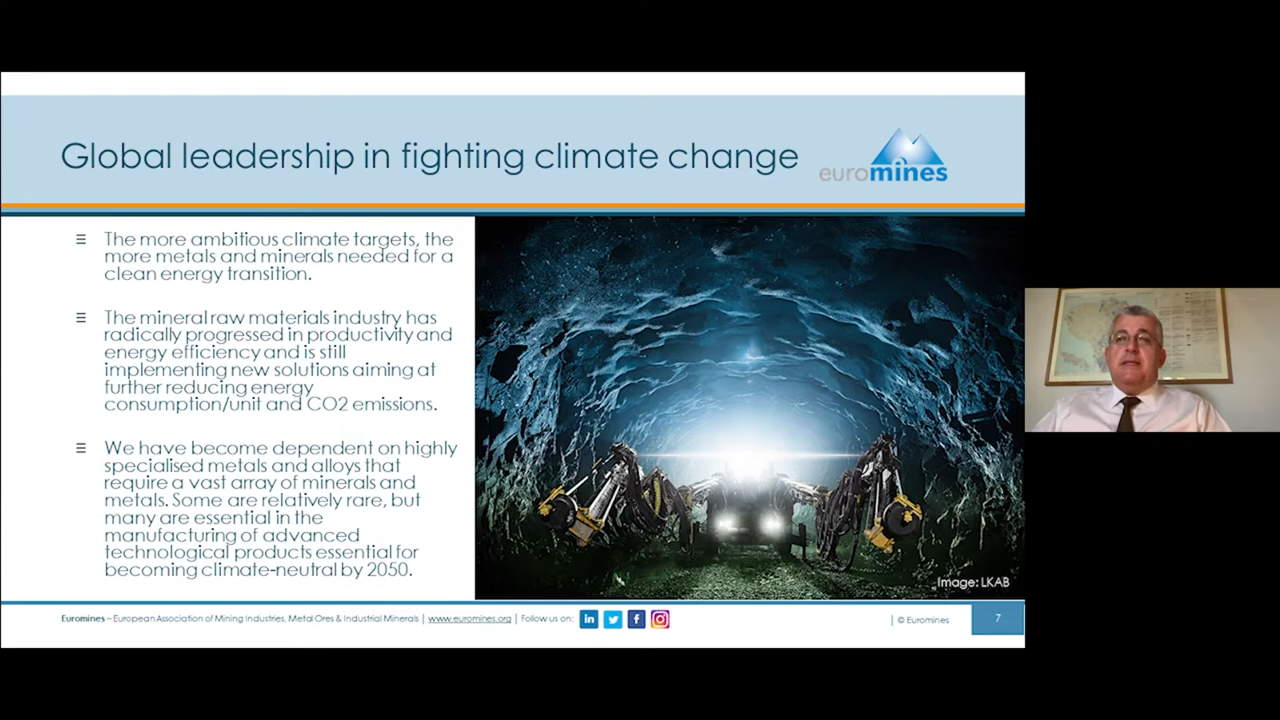 Global leadership in fighting climate change
euromines
The more ambitious climate targets, the
more metals and minerals needed for a
clean energy transition.
The mineral raw materials industry has
radically progressed in productivity and
energy efficiency and is still
implementing new solutions aiming at
further reducing energy
consumption/unit and CO2 emissions.
We have become dependent on highly
specialised metals and alloys that
require a vast array of minerals and
metals. Some are relatively rare, but
many are essential in the
manufacturing of advanced
technological products essential for
becoming climate-neutral by 2050.
Image: LKAB
Euromines – European Association of Mining Industries, Metal Ores & Industrial Minerals | www.euromines.org | Follow us on:
| © Euromines
7